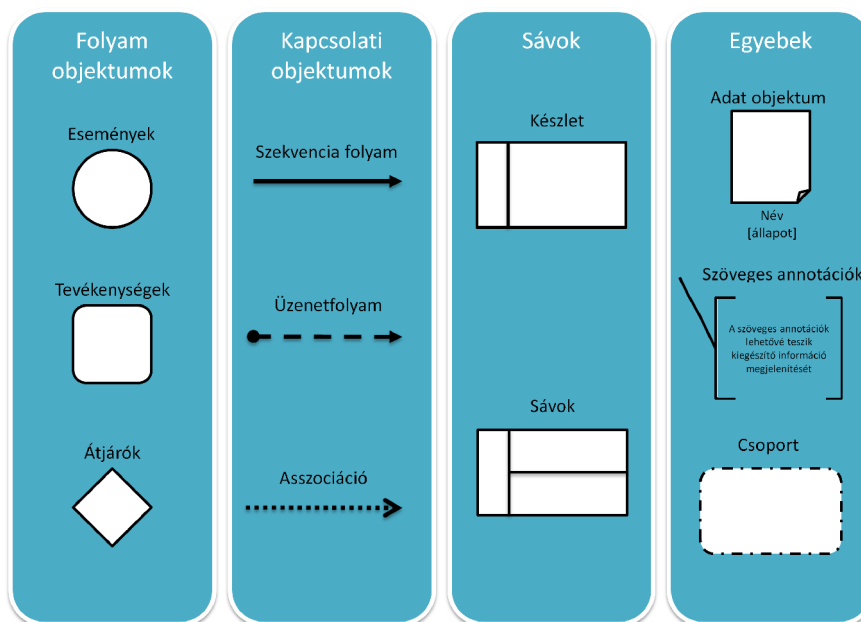 Folyam
objektumok
Események
Tevékenységek
Átjárók
Kapcsolati
objektumok
Szekvencia folyam
Üzenetfolyam
Asszociáció
Sávok
Készlet
Sávok
Egyebek
Adat objektum
Név
[állapot]
Szöveges annotációk
A szöveges annotációk
lehetővé teszik
kiegészítő információ
megjelenítését
Csoport